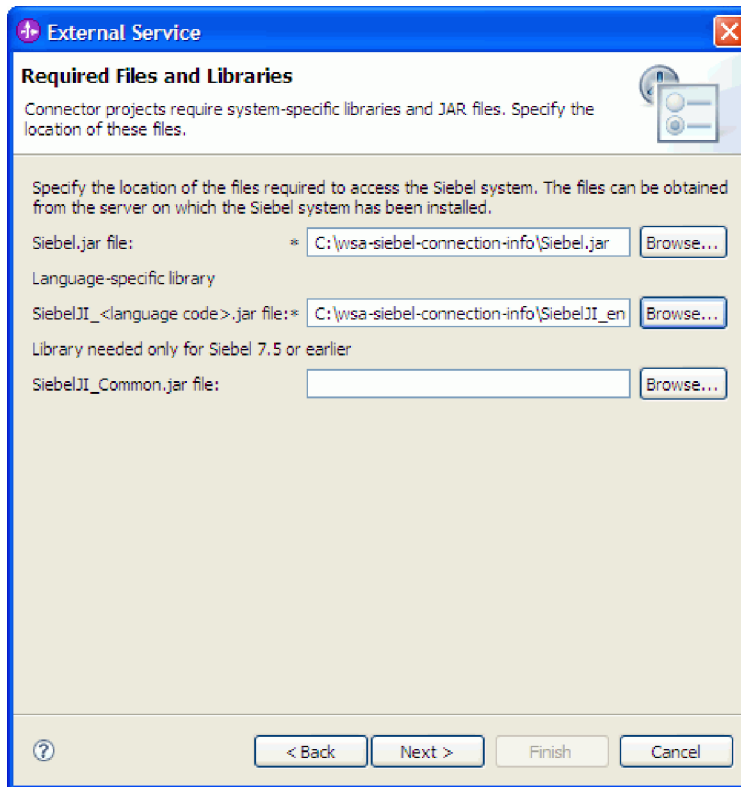 External Service
Required Files and Libraries
Connector projects require system-specific libraries and JAR files. Specify the
location of these files.
Specify the location of the files required to access the Siebel system. The files can be obtained
from the server on which the Siebel system has been installed.
Siebel.jar file: * C:\wsa-siebel-connection-info\Siebel.jar Browse...
Language-specific library
SiebelJI_<language code>.jar file:* C:\wsa-siebel-connection-info\SiebelJI_en Browse...
Library needed only for Siebel 7.5 or earlier
SiebelJI_Common.jar file: Browse...
? < Back Next > Finish Cancel